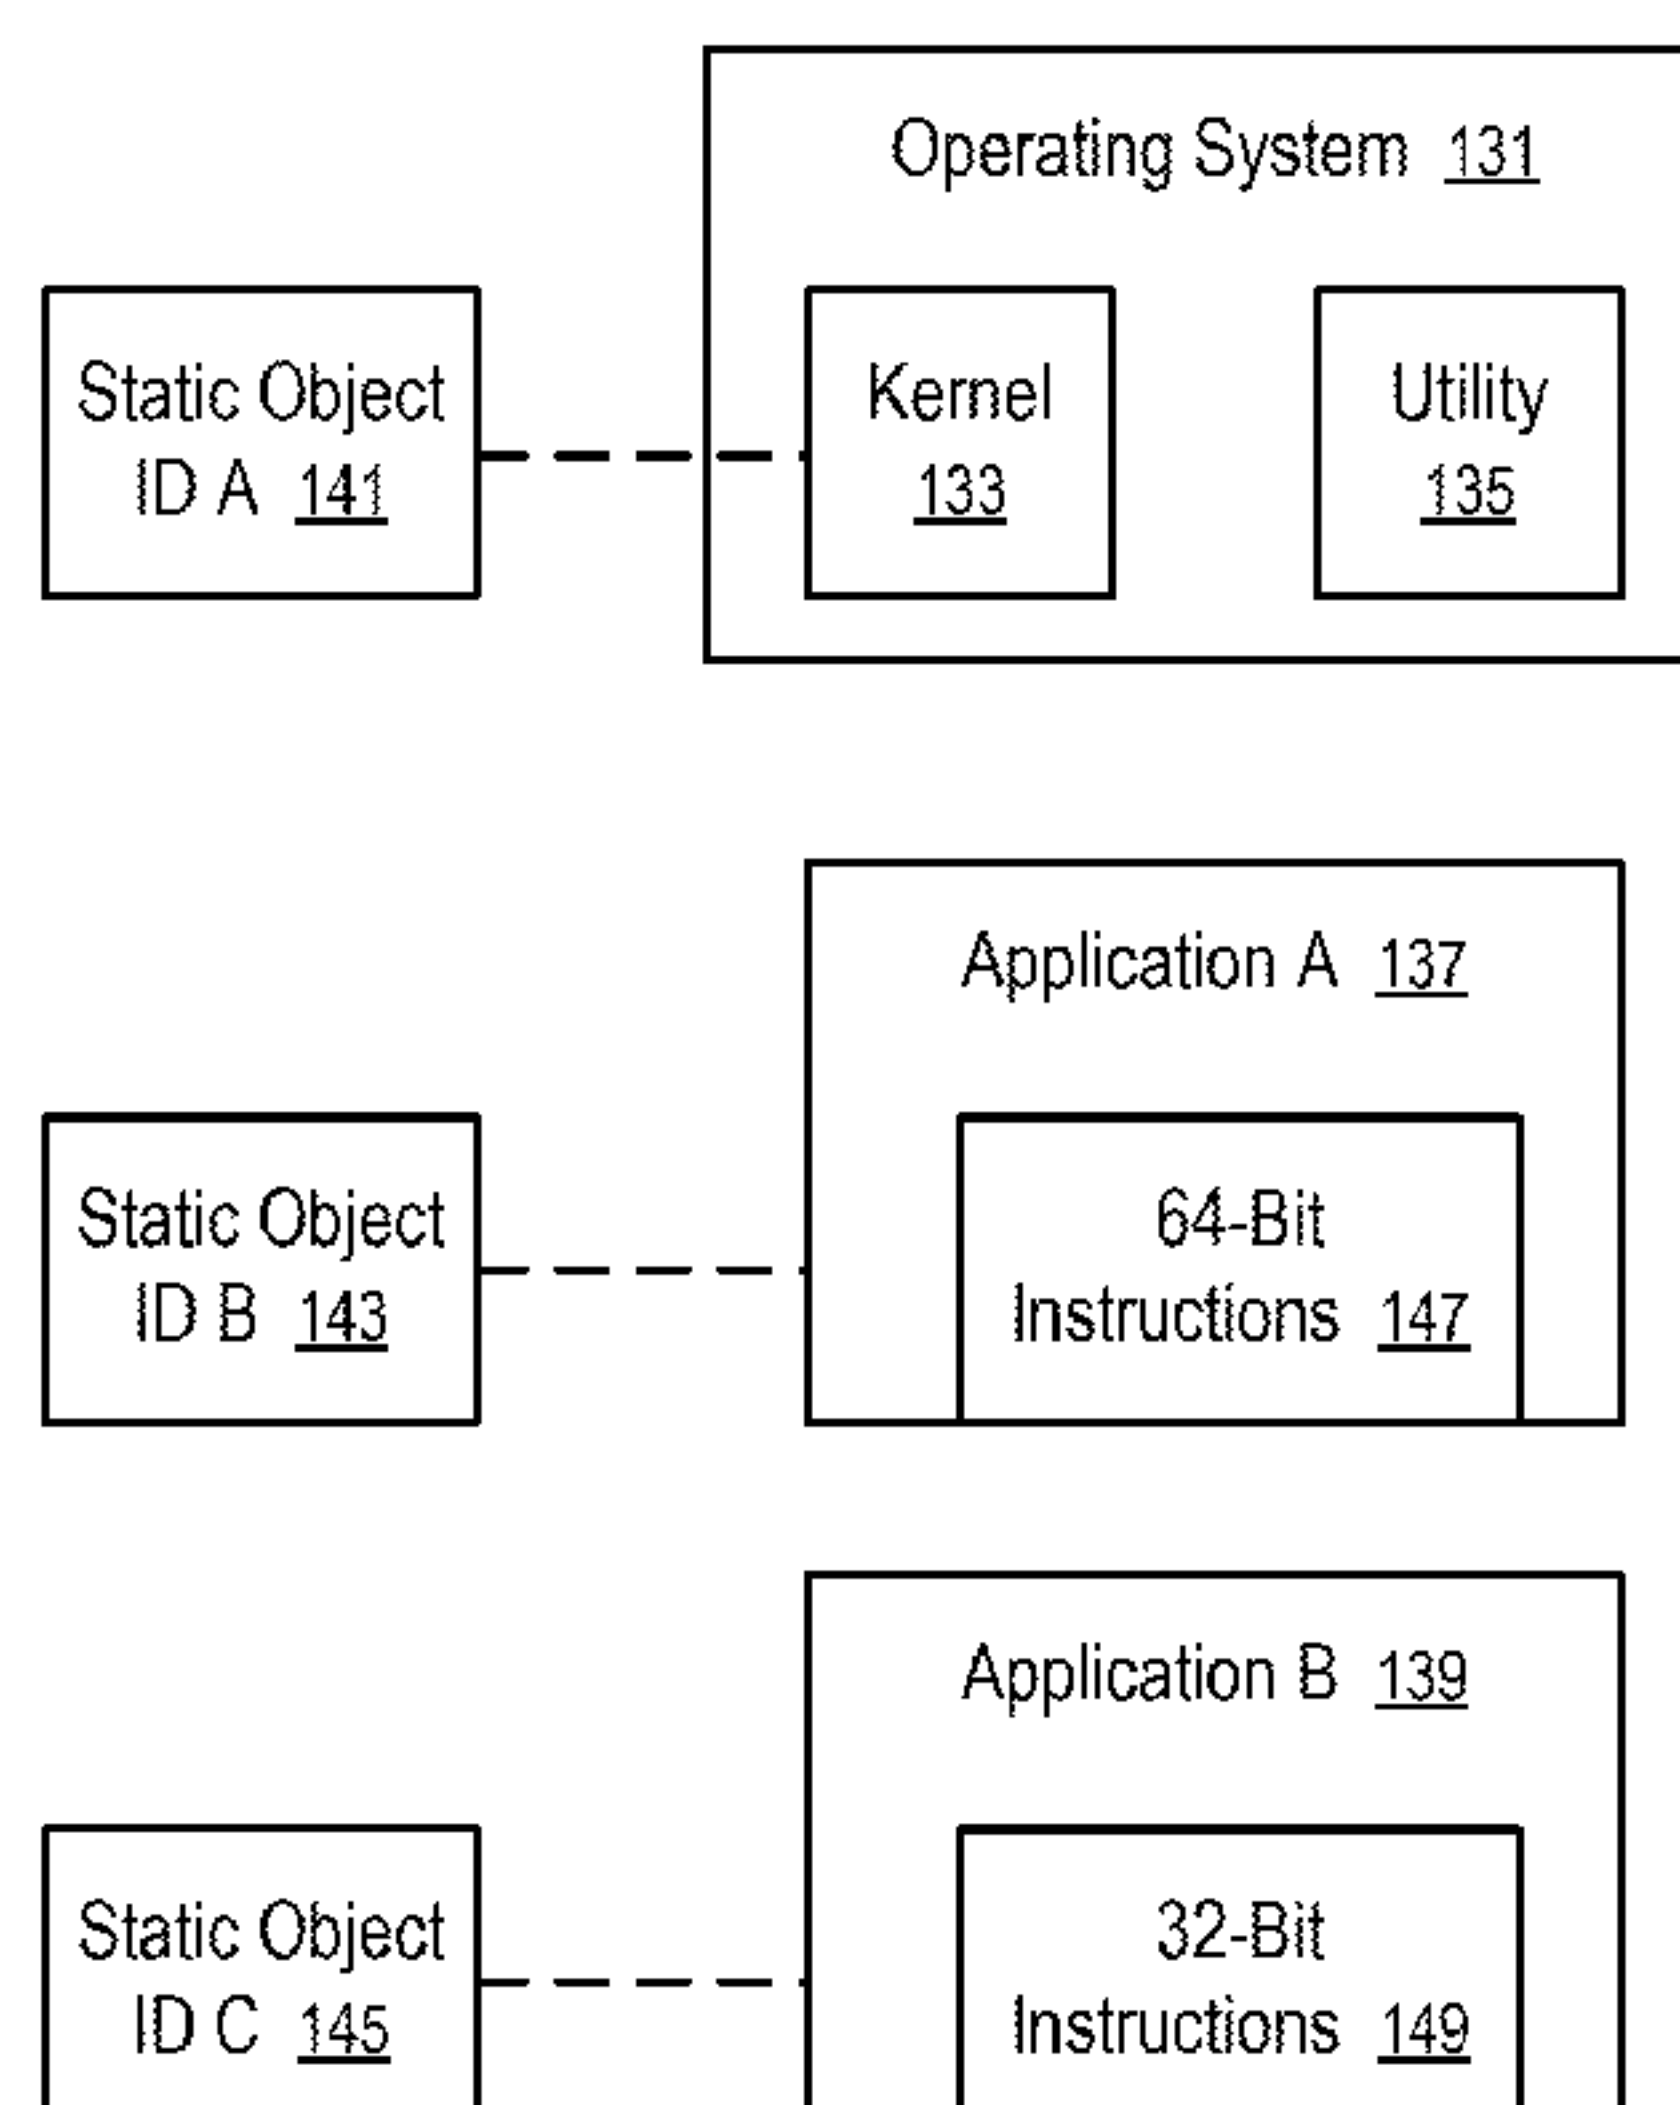 Operating System 131
Static Object
ID A 141
Kernel
133
Utility
135
Application A 137
Static Object
ID B 143
64-Bit
Instructions 147
Application B 139
Static Object
ID C 145
32-Bit
Instructions 149